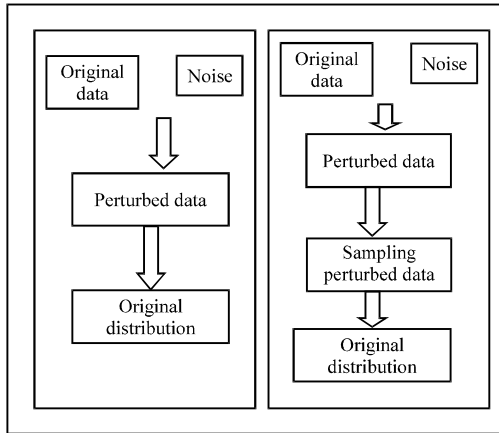 Original
data
Noise
Perturbed data
Original
distribution
Original
data
Noise
Perturbed data
Sampling
perturbed data
Original
distribution